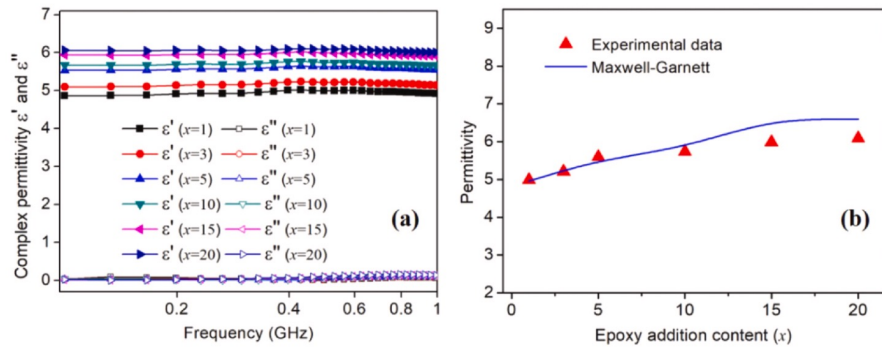 Complex permittivity ε' and ε"
7
6
5
4
3
2
1
0
ε' (x=1) ε" (x=1)
ε' (x=3) ε" (x=3)
ε' (x=5) ε" (x=5)
ε' (x=10) ε" (x=10)
ε' (x=15) ε" (x=15)
ε' (x=20) ε" (x=20)
(a)
0.2 0.4 0.6 0.8 1
Frequency (GHz)
Permittivity
9
8
7
6
5
4
3
2
Experimental data
Maxwell-Garnett
(b)
0 5 10 15 20
Epoxy addition content (x)